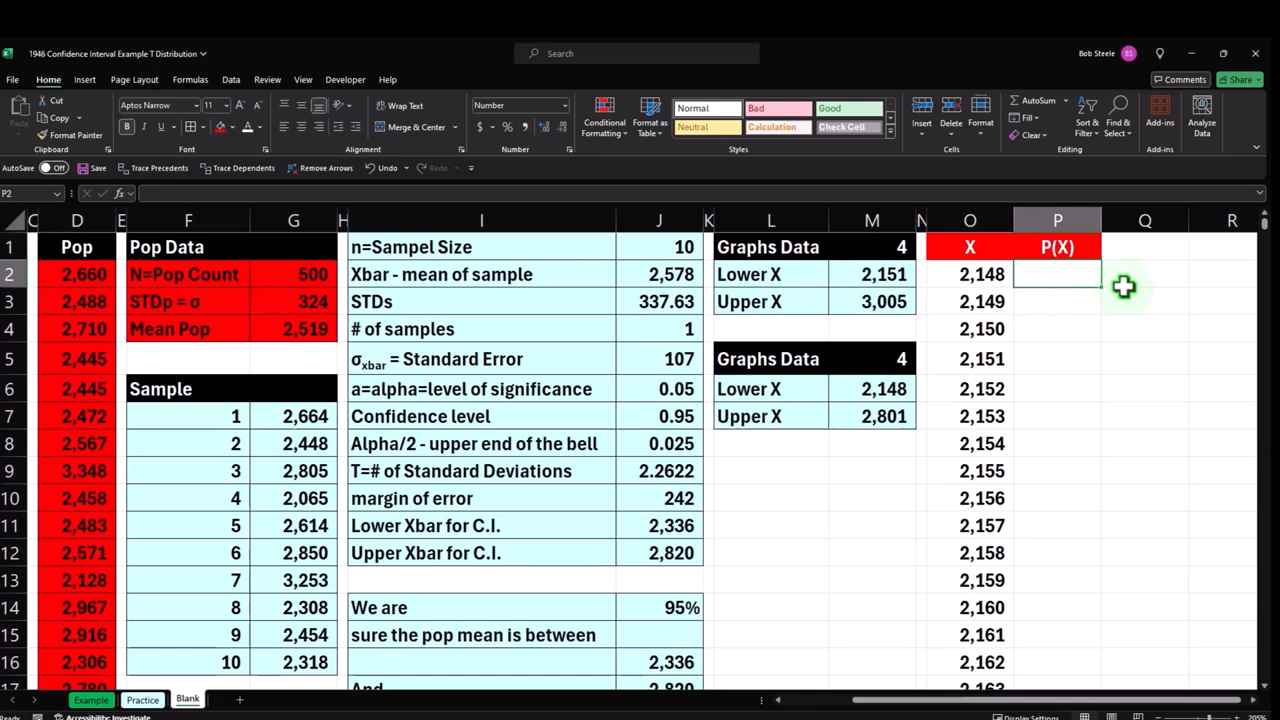 1946 Confidence Interval Example T Distribution
Search
Bob Steele BS
File Home Insert Page Layout Formulas Data Review View Developer Help
Comments Share
Paste Cut Copy Format Painter Clipboard
Aptos Narrow 11 Font
Wrap Text Merge & Center Alignment
Number Number
Conditional Formatting Format as Table
Normal Bad Good
Neutral Calculation Check Cell
Styles
Insert Delete Format Cells
AutoSum Fill Clear Sort & Filter Find & Select Editing
Add-ins Add-ins
Analyze Data
AutoSave Off Save Trace Precedents Trace Dependents Remove Arrows Undo Redo
P2 fx
C D E F G H I J K L M N O P Q R
1 Pop Pop Data n=Sampel Size 10 Graphs Data 4 X P(X)
2 2,660 N=Pop Count 500 Xbar - mean of sample 2,578 Lower X 2,151 2,148
3 2,488 STDp = σ 324 STDs 337.63 Upper X 3,005 2,149
4 2,710 Mean Pop 2,519 # of samples 1 2,150
5 2,445 σxbar = Standard Error 107 Graphs Data 4 2,151
6 2,445 Sample a=alpha=level of significance 0.05 Lower X 2,148 2,152
7 2,472 1 2,664 Confidence level 0.95 Upper X 2,801 2,153
8 2,567 2 2,448 Alpha/2 - upper end of the bell 0.025 2,154
9 3,348 3 2,805 T=# of Standard Deviations 2.2622 2,155
10 2,458 4 2,065 margin of error 242 2,156
11 2,483 5 2,614 Lower Xbar for C.I. 2,336 2,157
12 2,571 6 2,850 Upper Xbar for C.I. 2,820 2,158
13 2,128 7 3,253 2,159
14 2,967 8 2,308 We are 95% 2,160
15 2,916 9 2,454 sure the pop mean is between 2,161
16 2,306 10 2,318 2,336 2,162
17 2,780 And 2,820 2,163
Example Practice Blank
Ready Accessibility: Investigate Display Settings 205%